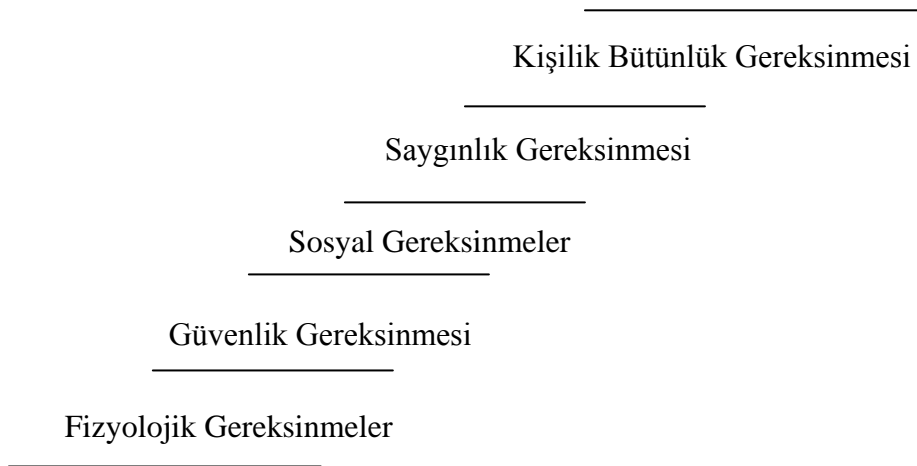 Kişilik Bütünlük Gereksinmesi
Saygınlık Gereksinmesi
Sosyal Gereksinmeler
Güvenlik Gereksinmesi
Fizyolojik Gereksinmeler